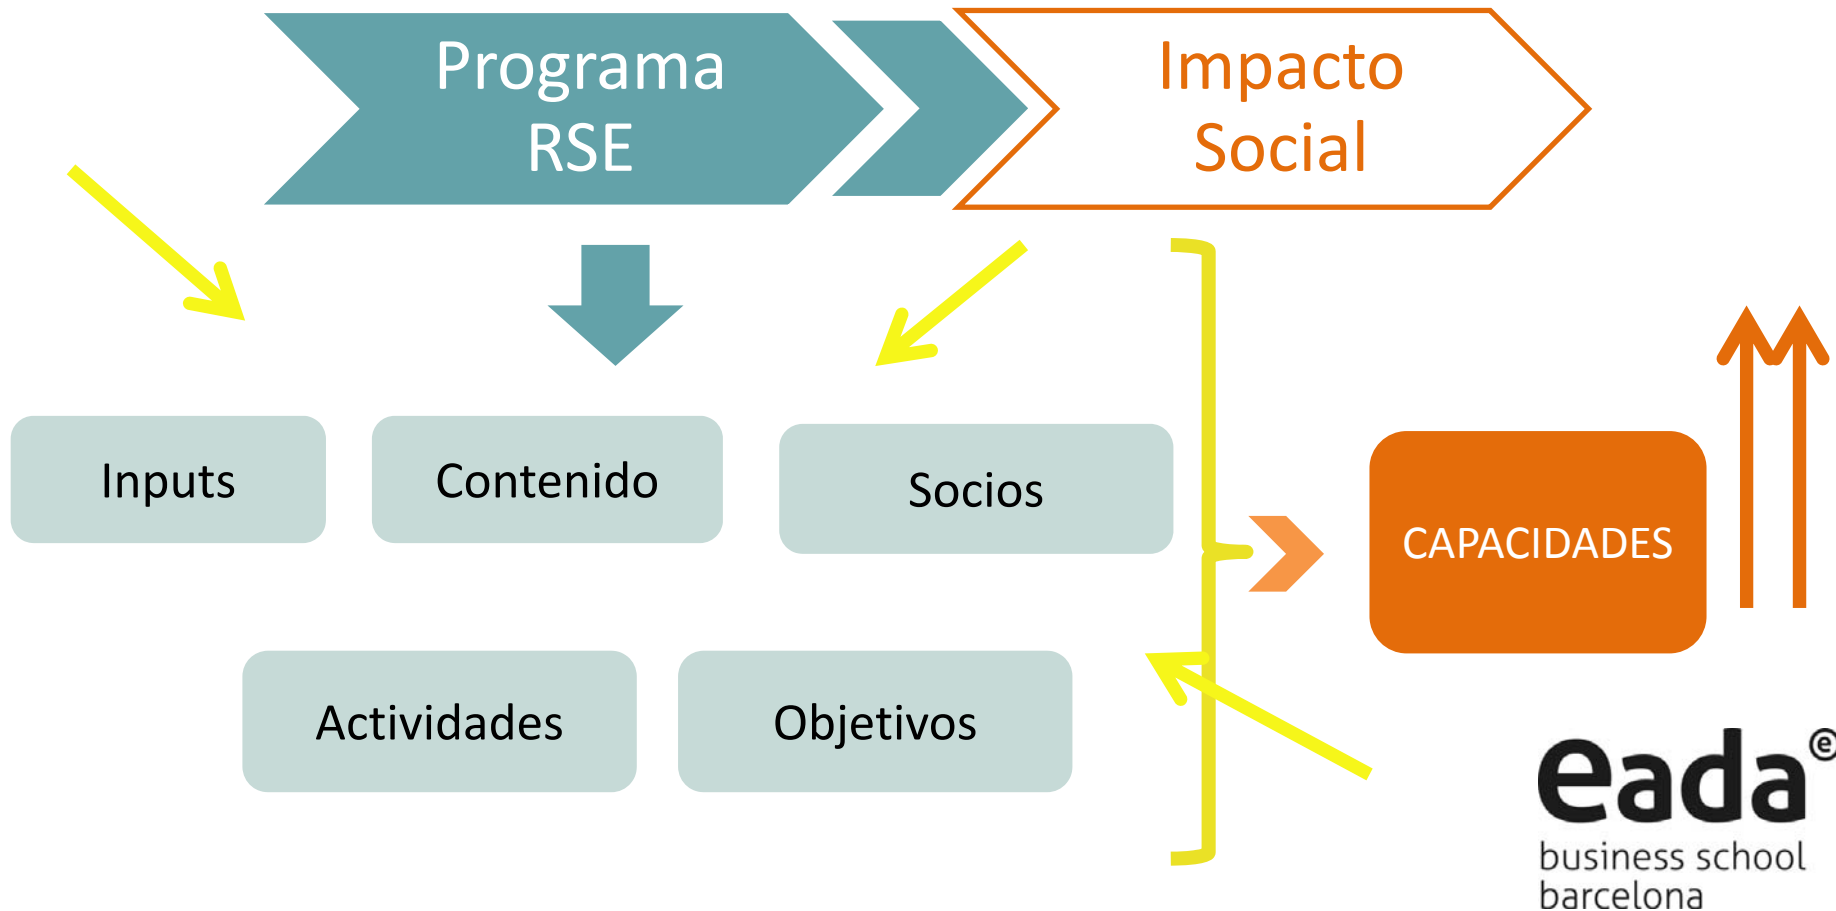 Programa
RSE
Impacto
Social
Inputs
Contenido
Socios
CAPACIDADES
Actividades
Objetivos
eada®
business school
barcelona